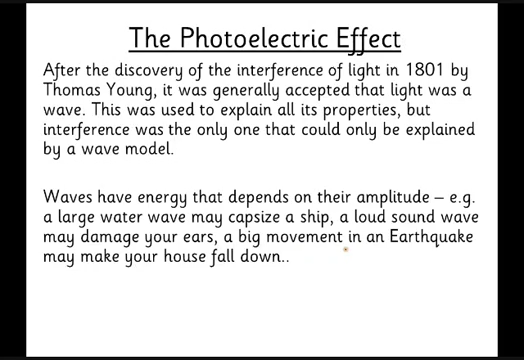 The Photoelectric Effect
After the discovery of the interference of light in 1801 by
Thomas Young, it was generally accepted that light was a
wave. This was used to explain all its properties, but
interference was the only one that could only be explained
by a wave model.
Waves have energy that depends on their amplitude – e.g.
a large water wave may capsize a ship, a loud sound wave
may damage your ears, a big movement in an Earthquake
may make your house fall down..